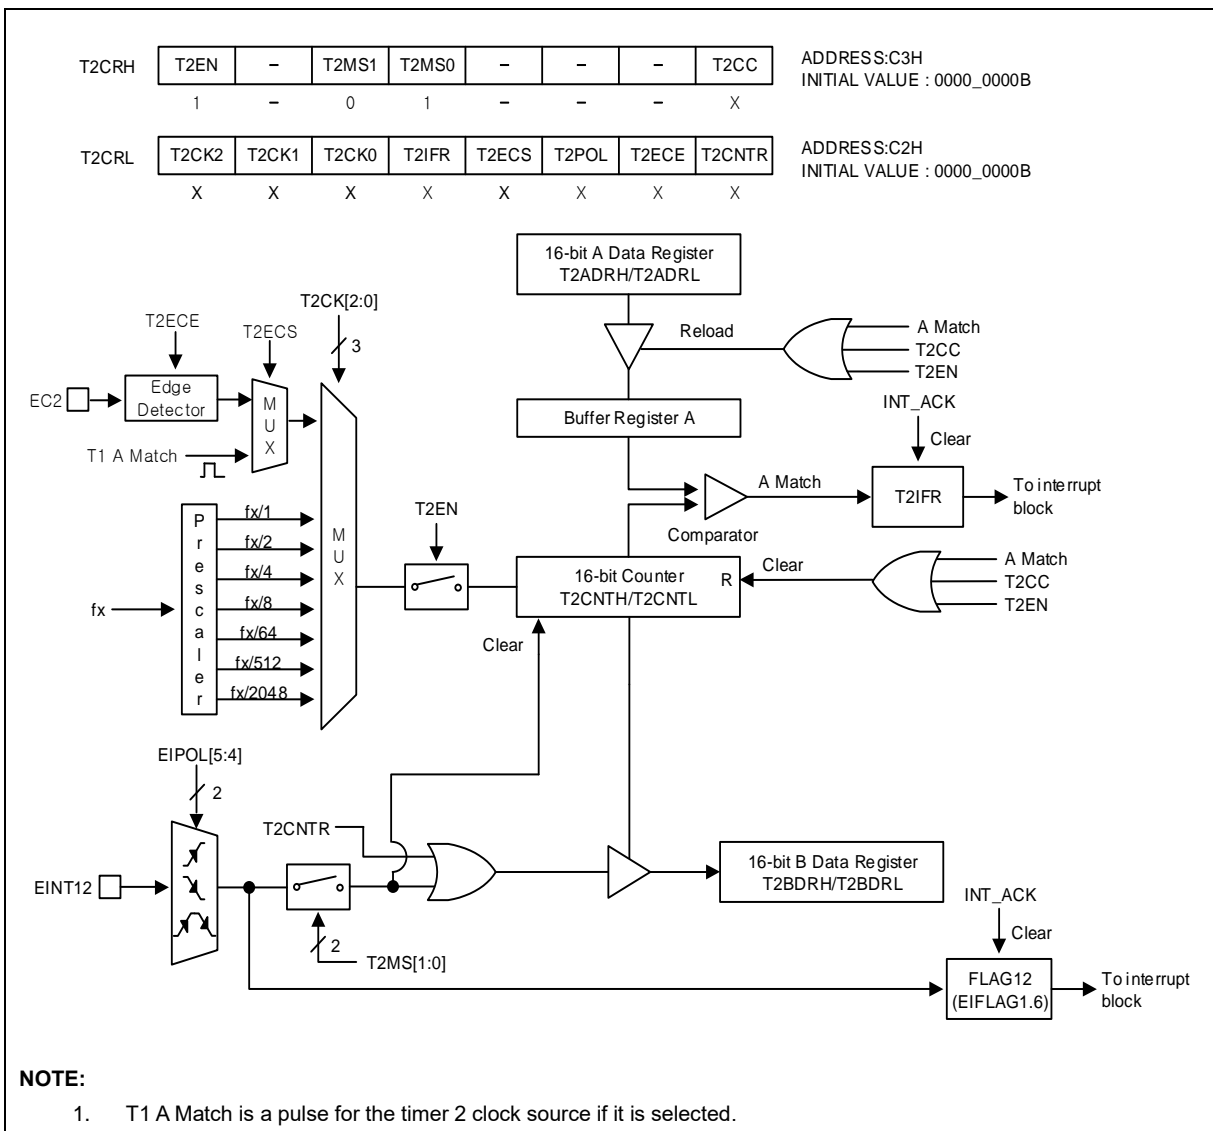 T2CRH T2EN – T2MS1 T2MS0 – – – T2CC ADDRESS:C3H
INITIAL VALUE : 0000_0000B
1 – 0 1 – – – X
T2CRL T2CK2 T2CK1 T2CK0 T2IFR T2ECS T2POL T2ECE T2CNTR ADDRESS:C2H
INITIAL VALUE : 0000_0000B
X X X X X X X X
16-bit A Data Register
T2ADRH/T2ADRL
T2CK[2:0]
3
T2ECE
T2ECS
Reload
A Match
T2CC
T2EN
EC2
Edge
Detector
MUX
T1 A Match
Buffer Register A
INT_ACK
Clear
A Match
T2IFR
To interrupt
block
Comparator
fx
Prescaler
fx/1
fx/2
fx/4
fx/8
fx/64
fx/512
fx/2048
MUX
T2EN
16-bit Counter
T2CNTH/T2CNTL
R
Clear
A Match
T2CC
T2EN
Clear
EIPOL[5:4]
2
T2CNTR
EINT12
2
T2MS[1:0]
16-bit B Data Register
T2BDRH/T2BDRL
INT_ACK
Clear
FLAG12
(EIFLAG1.6)
To interrupt
block
NOTE:
1. T1 A Match is a pulse for the timer 2 clock source if it is selected.